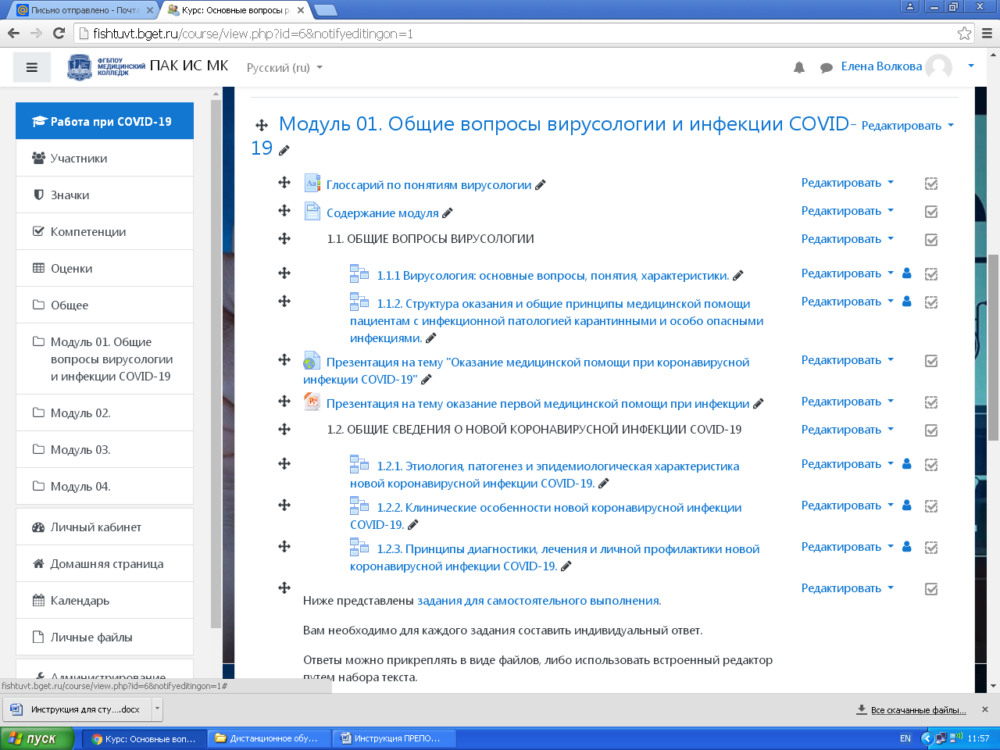 Письмо отправлено - Почта
Курс: Основные вопросы р
fishtuvt.bget.ru/course/view.php?id=6&notifyeditingon=1
ФГБПОУ
МЕДИЦИНСКИЙ
КОЛЛЕДЖ
ПАК ИС МК
Русский (ru)
Елена Волкова
Работа при COVID-19
Участники
Значки
Компетенции
Оценки
Общее
Модуль 01. Общие
вопросы вирусологии
и инфекции COVID-19
Модуль 02.
Модуль 03.
Модуль 04.
Личный кабинет
Домашняя страница
Календарь
Личные файлы
Администрирование
Модуль 01. Общие вопросы вирусологии и инфекции COVID-
19
Редактировать
Глоссарий по понятиям вирусологии Редактировать
Содержание модуля Редактировать
1.1. ОБЩИЕ ВОПРОСЫ ВИРУСОЛОГИИ Редактировать
1.1.1 Вирусология: основные вопросы, понятия, характеристики. Редактировать
1.1.2. Структура оказания и общие принципы медицинской помощи Редактировать
пациентам с инфекционной патологией карантинными и особо опасными
инфекциями.
Презентация на тему "Оказание медицинской помощи при коронавирусной Редактировать
инфекции COVID-19"
Презентация на тему оказание первой медицинской помощи при инфекции Редактировать
1.2. ОБЩИЕ СВЕДЕНИЯ О НОВОЙ КОРОНАВИРУСНОЙ ИНФЕКЦИИ COVID-19 Редактировать
1.2.1. Этиология, патогенез и эпидемиологическая характеристика Редактировать
новой коронавирусной инфекции COVID-19.
1.2.2. Клинические особенности новой коронавирусной инфекции Редактировать
COVID-19.
1.2.3. Принципы диагностики, лечения и личной профилактики новой Редактировать
коронавирусной инфекции COVID-19.
Редактировать
Ниже представлены задания для самостоятельного выполнения.
Вам необходимо для каждого задания составить индивидуальный ответ.
Ответы можно прикреплять в виде файлов, либо использовать встроенный редактор
путем набора текста.
fishtuvt.bget.ru/course/view.php?id=6&notifyeditingon=1#
Инструкция для сту....docx
Все скачанные файлы...
пуск
Курс: Основные воп...
Дистанционное обу...
Инструкция ПРЕПО...
EN
11:57